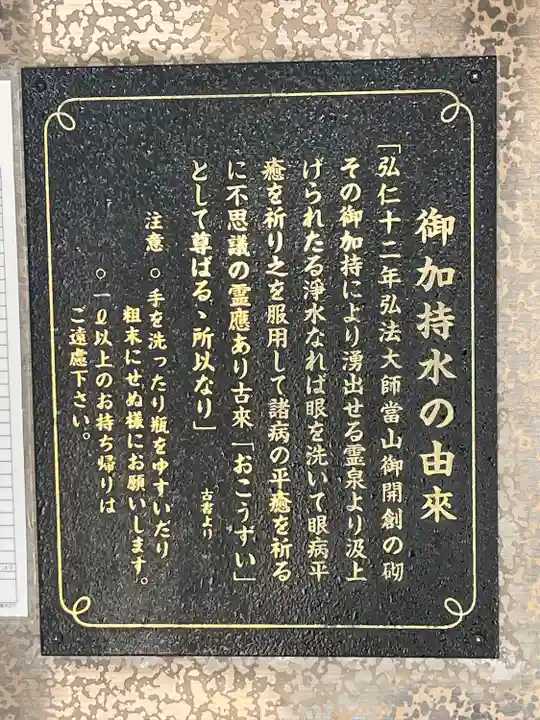 御加持水の由來
「弘仁十二年弘法大師當山御開創の砌
その御加持により湧出せる霊泉より汲上
げられたる淨水なれば眼を洗いて眼病平
癒を祈り之を服用して諸病の平癒を祈る
に不思議の霊應あり古來「おこうずい」
として尊ばるゝ所以なり」
古書より
注意 ○ 手を洗ったり瓶をゆすいだり
粗末にせぬ様にお願いします。
○ 一ℓ以上のお持ち帰りは
ご遠慮下さい。